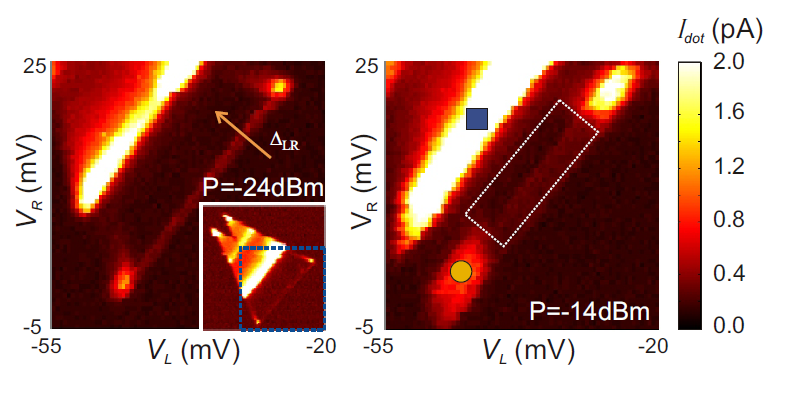 I_dot (pA)
25
25
2.0
1.6
1.2
0.8
0.4
0.0
V_R (mV)
V_R (mV)
Δ_LR
P=-24dBm
P=-14dBm
-5
-5
-55
V_L (mV)
-20
-55
V_L (mV)
-20